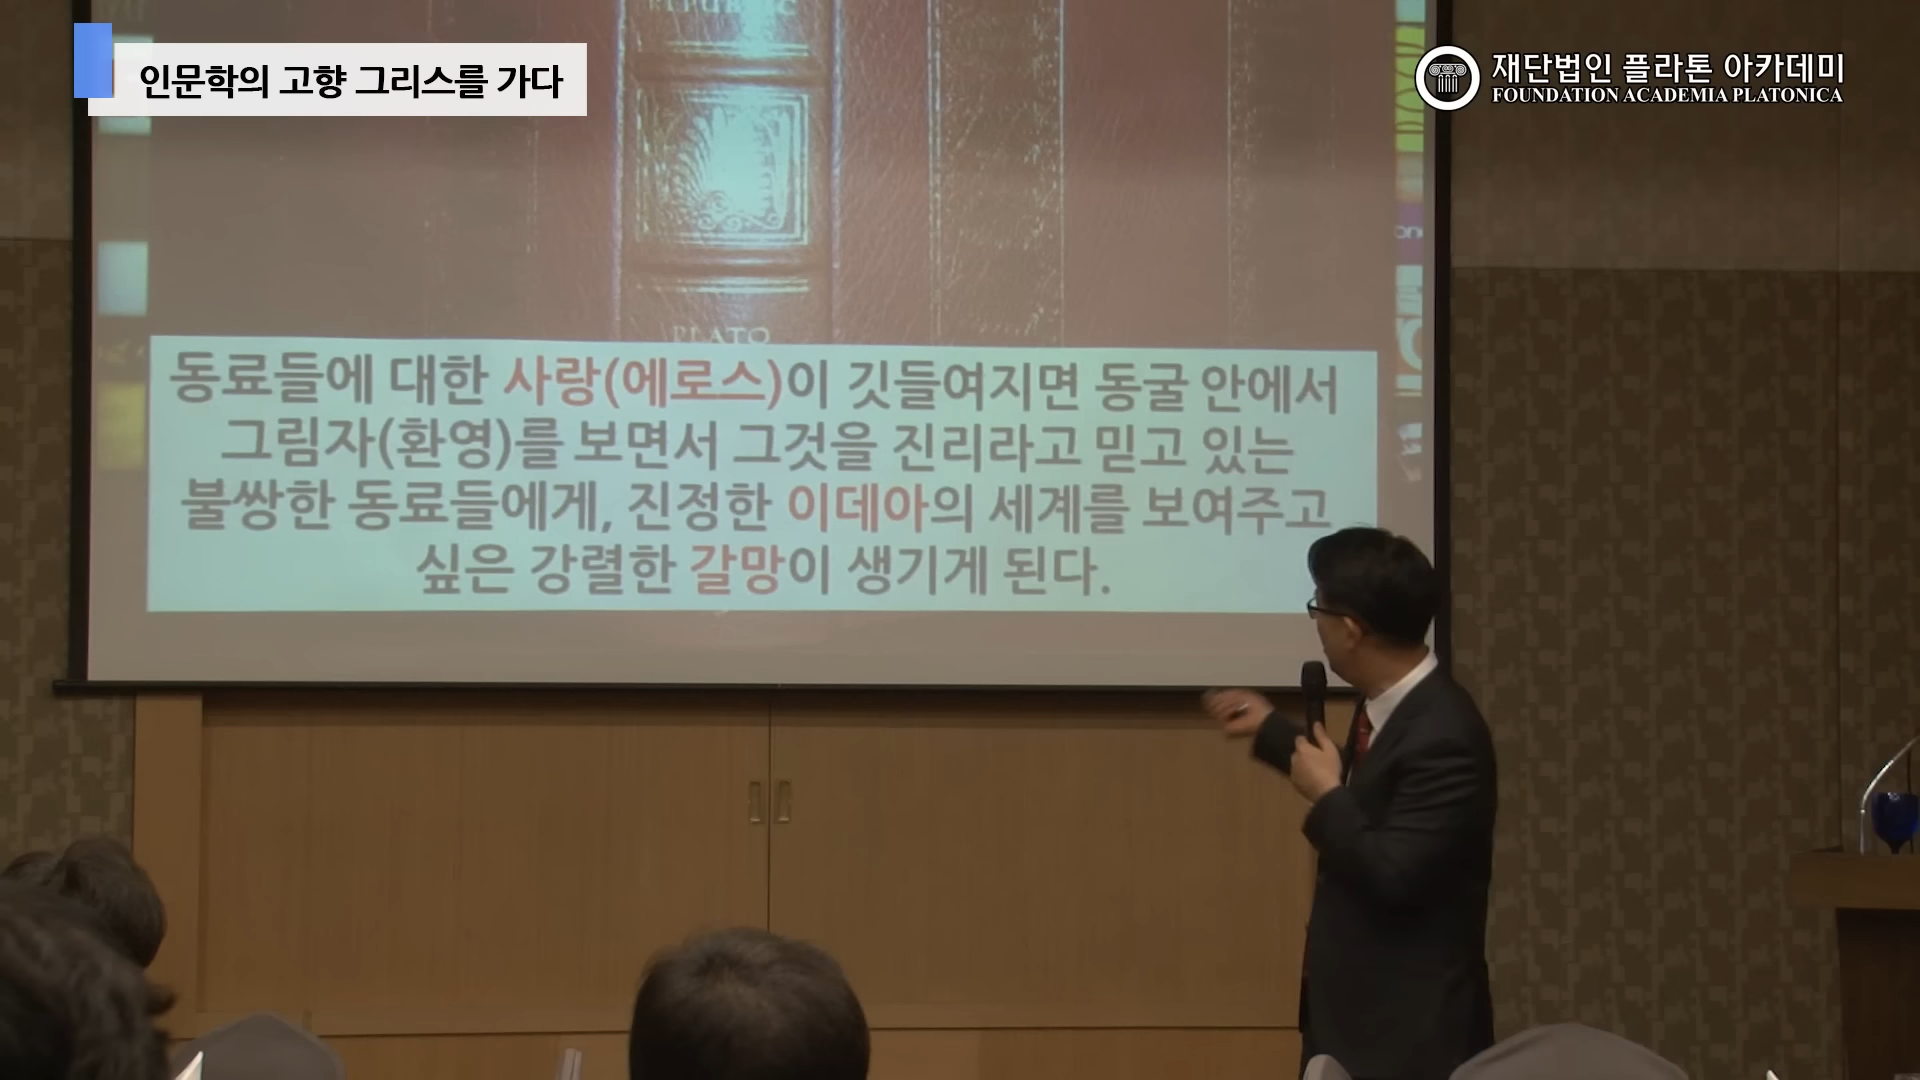 인문학의 고향 그리스를 가다
재단법인 플라톤 아카데미
FOUNDATION ACADEMIA PLATONICA
REPUBLIC
PLATO
동료들에 대한 사랑(에로스)이 깃들여지면 동굴 안에서
그림자(환영)를 보면서 그것을 진리라고 믿고 있는
불쌍한 동료들에게, 진정한 이데아의 세계를 보여주고
싶은 강렬한 갈망이 생기게 된다.